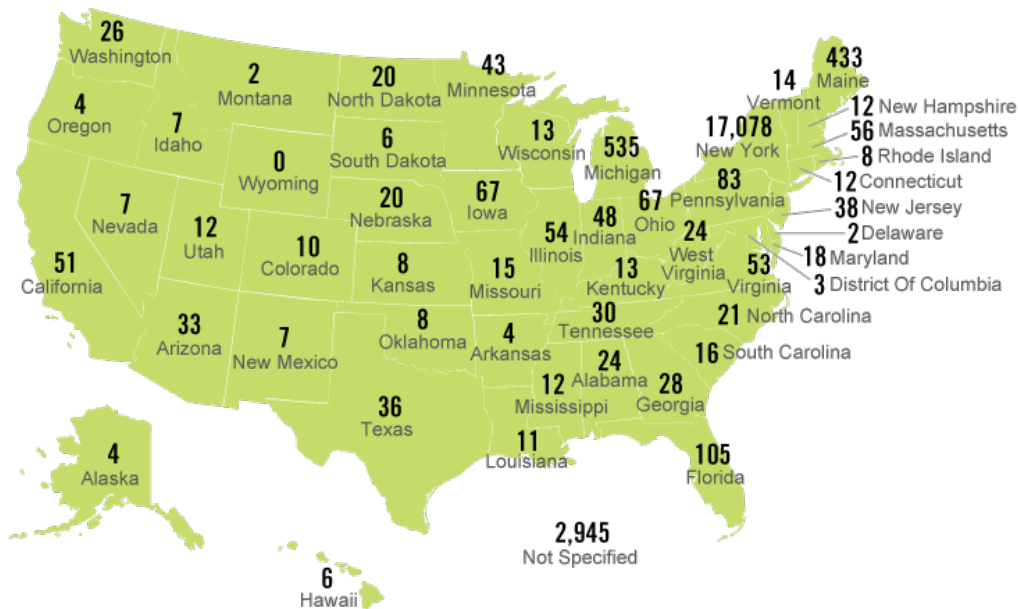 26
Washington
4
Oregon
7
Idaho
2
Montana
0
Wyoming
20
North Dakota
6
South Dakota
20
Nebraska
43
Minnesota
13
Wisconsin
535
Michigan
67
Iowa
7
Nevada
12
Utah
10
Colorado
8
Kansas
51
California
33
Arizona
7
New Mexico
8
Oklahoma
36
Texas
15
Missouri
4
Arkansas
54
Illinois
48
Indiana
67
Ohio
13
Kentucky
30
Tennessee
12
Mississippi
24
Alabama
28
Georgia
11
Louisiana
105
Florida
24
West
Virginia
53
Virginia
21 North Carolina
16 South Carolina
83
Pennsylvania
17,078
New York
14
Vermont
433
Maine
12 New Hampshire
56 Massachusetts
8 Rhode Island
12 Connecticut
38 New Jersey
2 Delaware
18 Maryland
3 District Of Columbia
4
Alaska
6
Hawaii
2,945
Not Specified